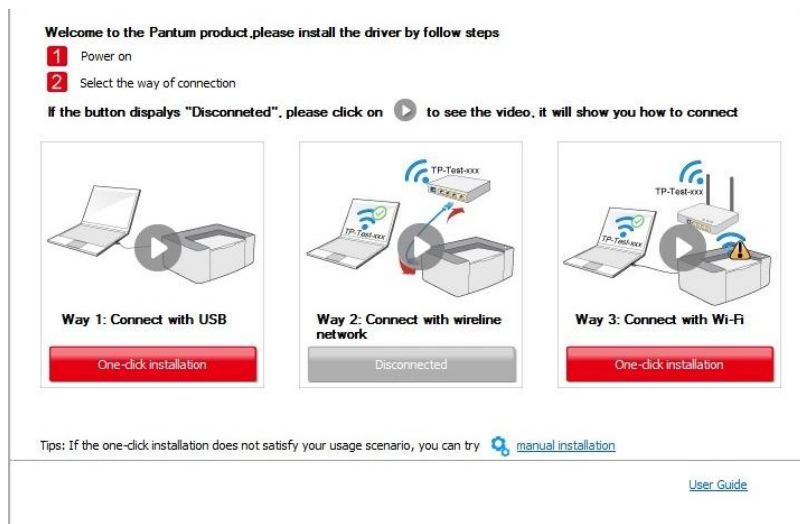 Welcome to the Pantum product,please install the driver by follow steps
1 Power on
2 Select the way of connection
If the button dispalys "Disconneted", please click on to see the video, it will show you how to connect
TP-Test-xxx
TP-Test-xxx
Way 1: Connect with USB
One-click installation
TP-Test-xxx
Way 2: Connect with wireline
network
Disconnected
TP-Test-xxx
Way 3: Connect with Wi-Fi
One-click installation
Tips: If the one-click installation does not satisfy your usage scenario, you can try manual installation
User Guide